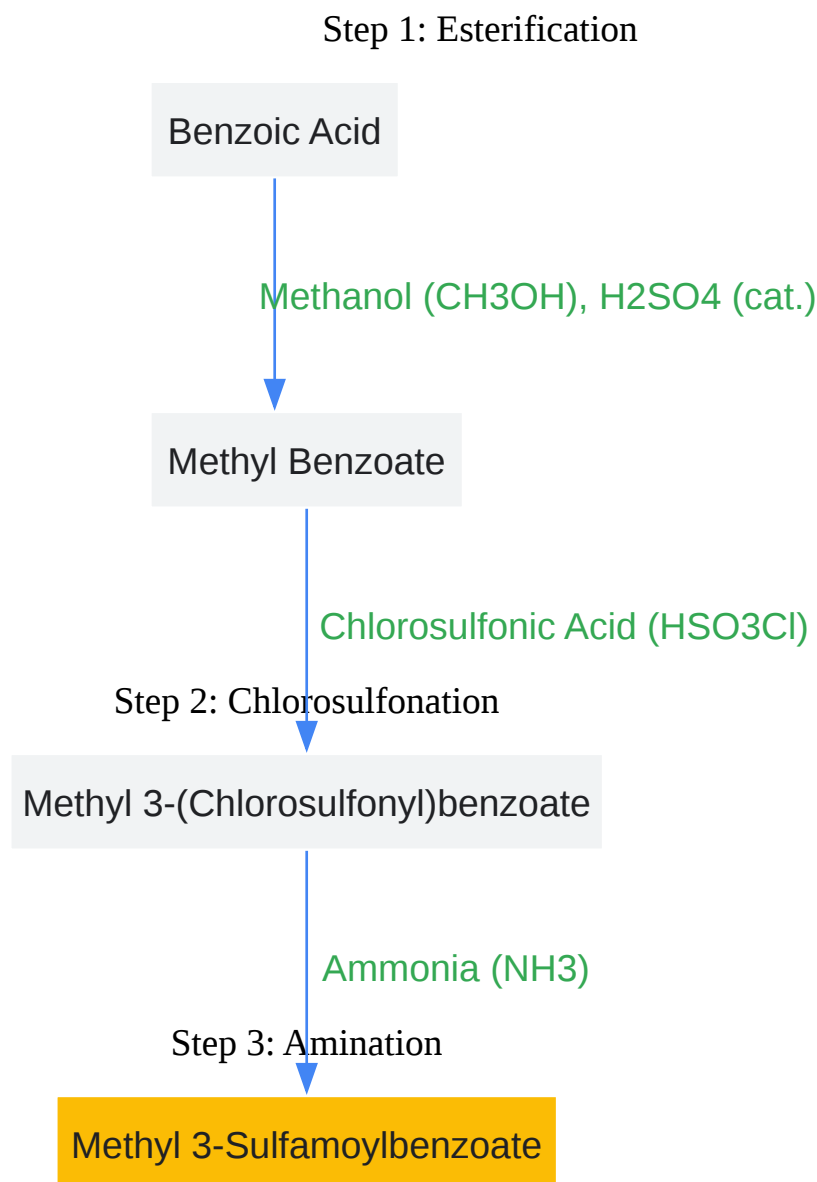 Step 1: Esterification
Benzoic Acid
Methanol (CH3OH), H2SO4 (cat.)
Methyl Benzoate
Chlorosulfonic Acid (HSO3Cl)
Step 2: Chlorosulfonation
Methyl 3-(Chlorosulfonyl)benzoate
Ammonia (NH3)
Step 3: Amination
Methyl 3-Sulfamoylbenzoate